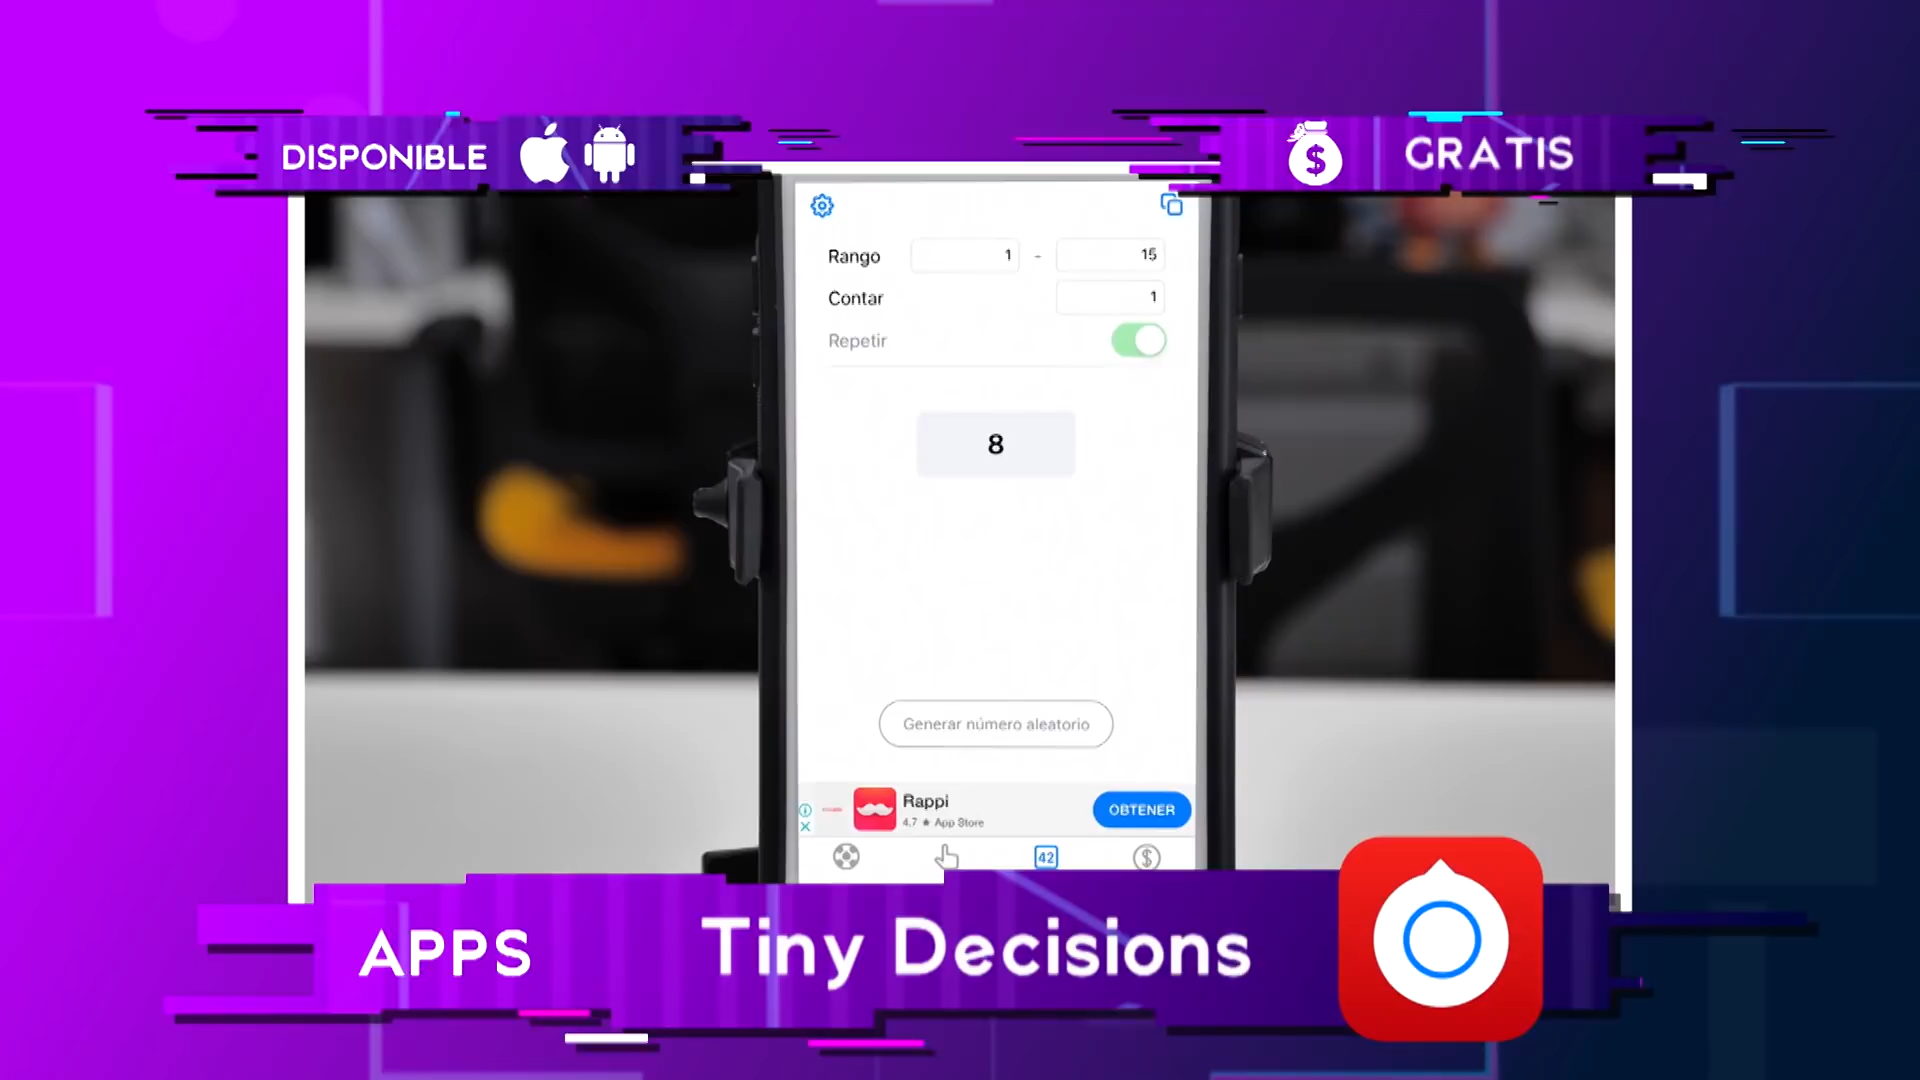 DISPONIBLE
$ GRATIS
Rango 1 - 15
Contar 1
Repetir
8
Generar número aleatorio
Rappi
4.7 ★ App Store
OBTENER
42
$
APPS
Tiny Decisions